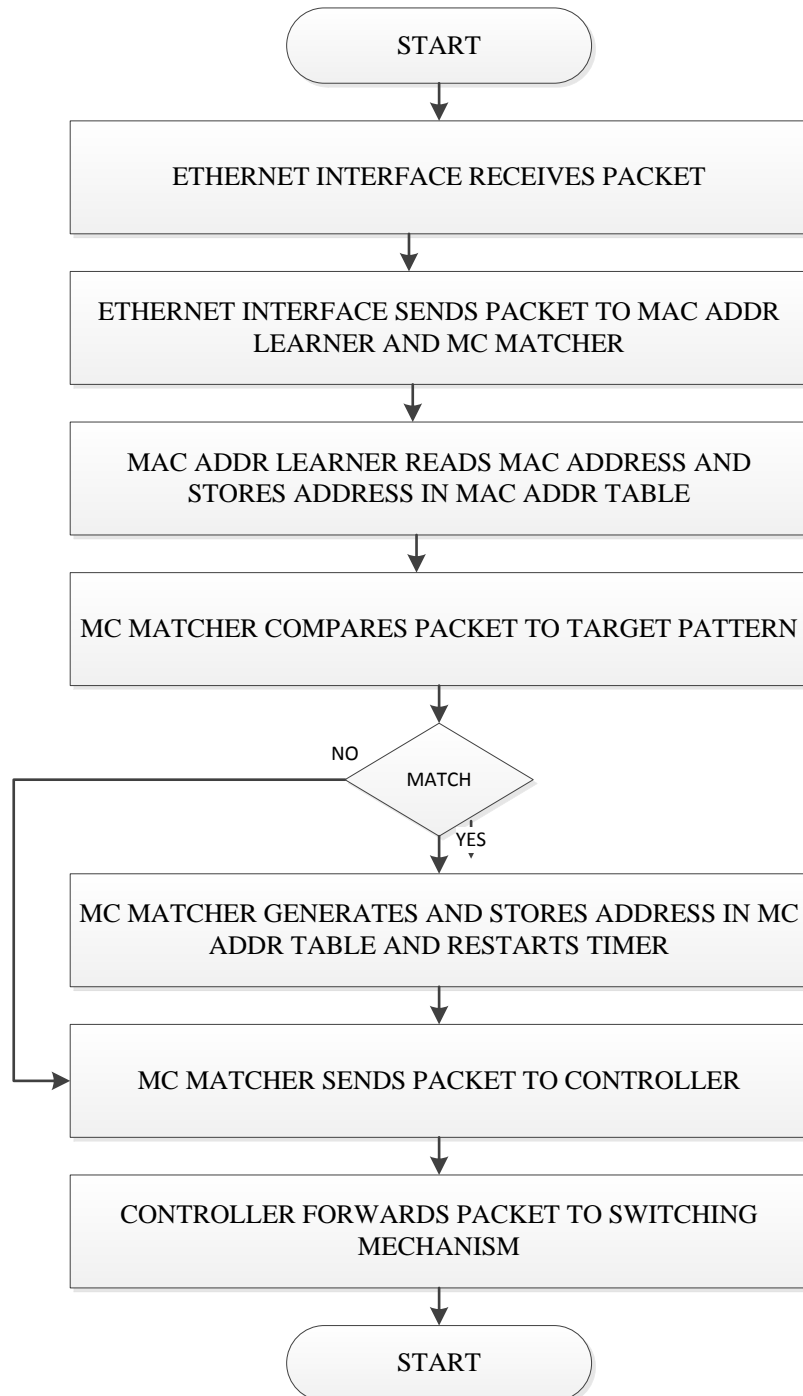 START
ETHERNET INTERFACE RECEIVES PACKET
ETHERNET INTERFACE SENDS PACKET TO MAC ADDR
LEARNER AND MC MATCHER
MAC ADDR LEARNER READS MAC ADDRESS AND
STORES ADDRESS IN MAC ADDR TABLE
MC MATCHER COMPARES PACKET TO TARGET PATTERN
NO
MATCH
YES
MC MATCHER GENERATES AND STORES ADDRESS IN MC
ADDR TABLE AND RESTARTS TIMER
MC MATCHER SENDS PACKET TO CONTROLLER
CONTROLLER FORWARDS PACKET TO SWITCHING
MECHANISM
START